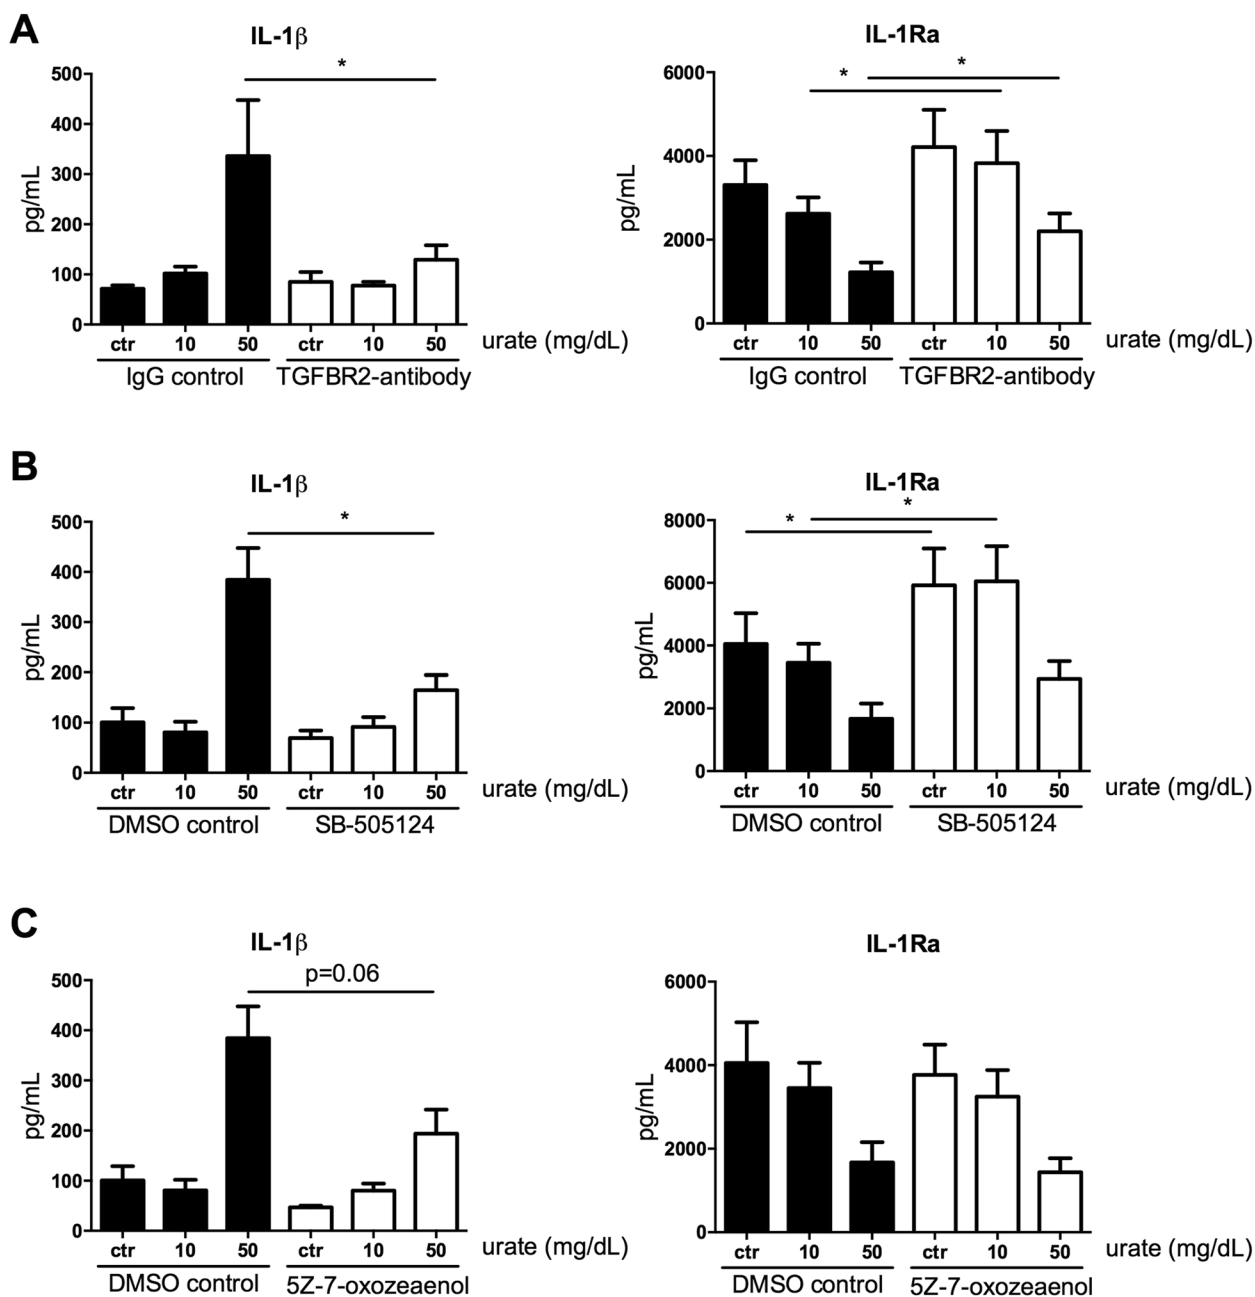 A
IL-1β
*
500
400
300
200
100
0
pg/mL
ctr 10 50 ctr 10 50 urate (mg/dL)
IgG control TGFBR2-antibody
IL-1Ra
* *
6000
4000
2000
0
pg/mL
ctr 10 50 ctr 10 50 urate (mg/dL)
IgG control TGFBR2-antibody
B
IL-1β
*
500
400
300
200
100
0
pg/mL
ctr 10 50 ctr 10 50 urate (mg/dL)
DMSO control SB-505124
IL-1Ra
* *
8000
6000
4000
2000
0
pg/mL
ctr 10 50 ctr 10 50 urate (mg/dL)
DMSO control SB-505124
C
IL-1β
p=0.06
500
400
300
200
100
0
pg/mL
ctr 10 50 ctr 10 50 urate (mg/dL)
DMSO control 5Z-7-oxozeaenol
IL-1Ra
6000
4000
2000
0
pg/mL
ctr 10 50 ctr 10 50 urate (mg/dL)
DMSO control 5Z-7-oxozeaenol